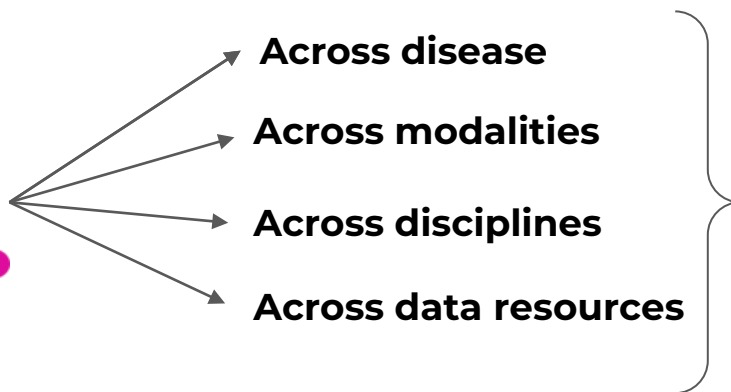 Across disease
Across modalities
Across disciplines
Across data resources